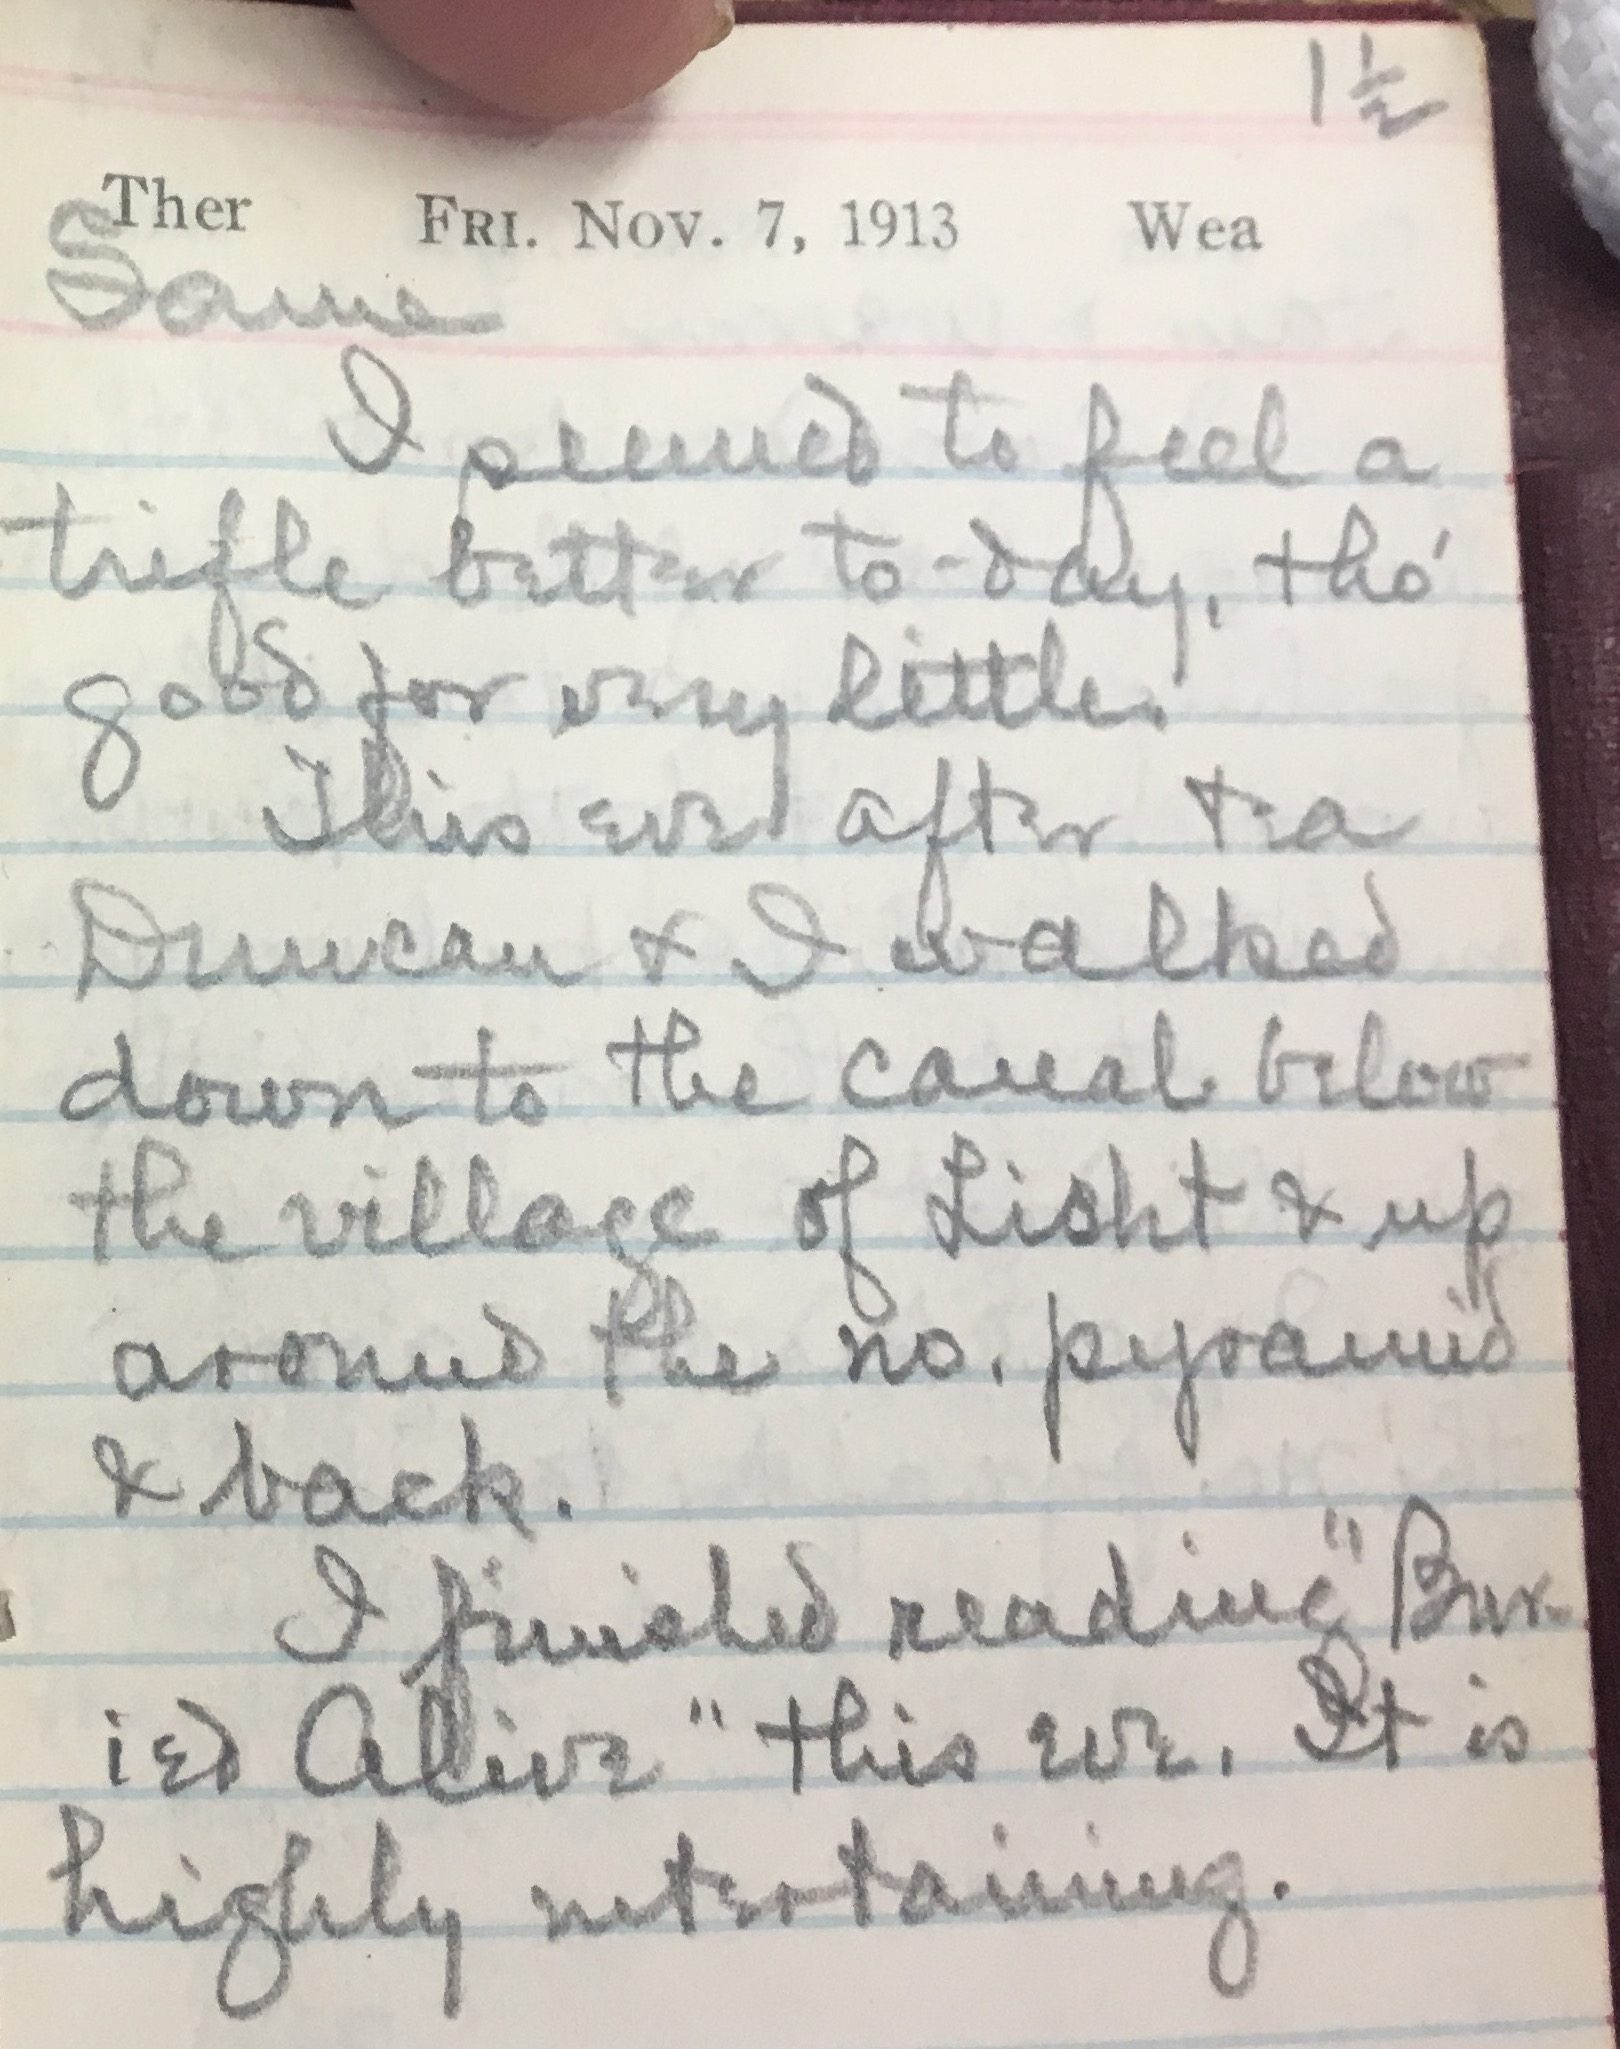 1 1/2
Ther Fri. Nov. 7, 1913 Wea
Same
I seemed to feel a
trifle better to-day, tho'
good for very little.
This eve after tea
Duncan & I walked
down to the canal below
the village of Lisht & up
around the no. pyramid
& back.
I finished reading "Bur-
ied Alive" this eve. It is
highly entertaining.